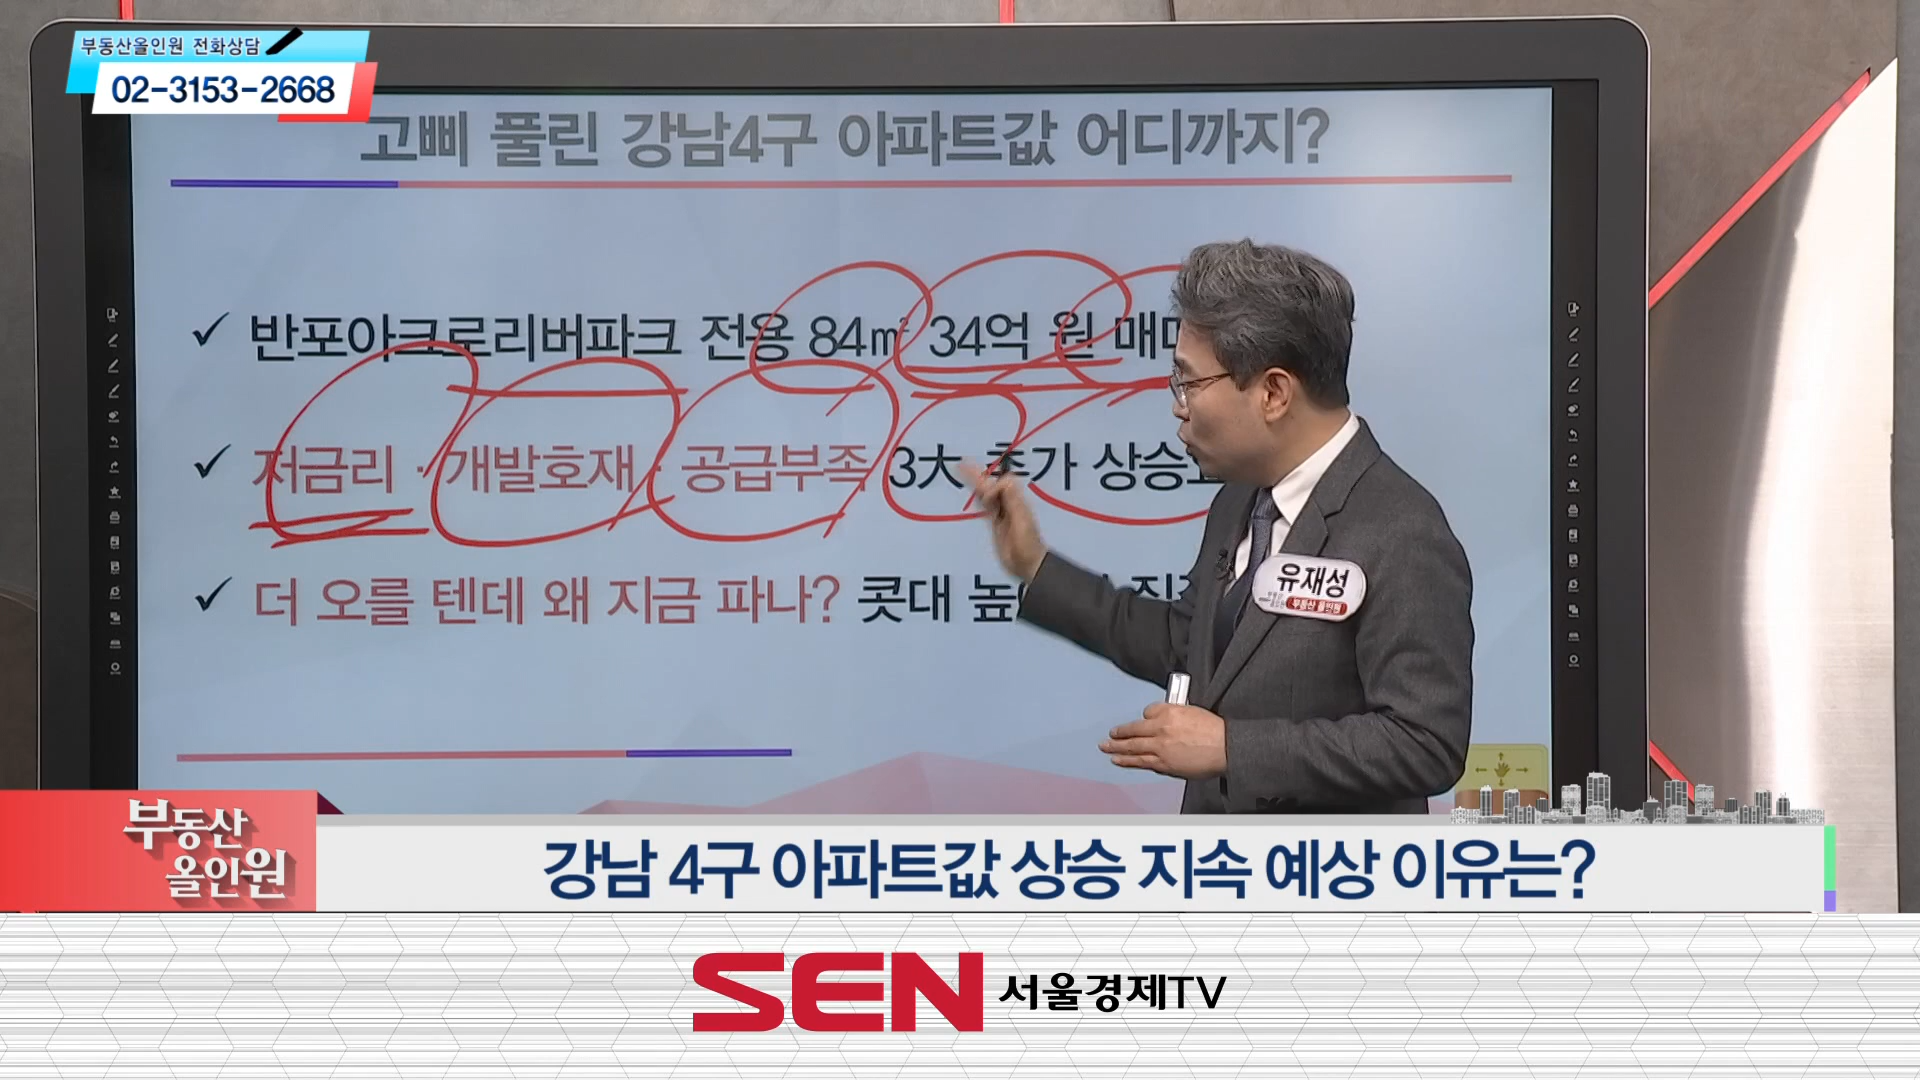 부동산올인원 전화상담
02-3153-2668
고삐 풀린 강남4구 아파트값 어디까지?
✓ 반포아크로리버파크 전용 84㎡ 34억 원
✓ 저금리·개발호재·공급부족 3大 추가 상승
✓ 더 오를 텐데 왜 지금 파나? 콧대
유재성
부동산 올인원
부동산
올인원
강남 4구 아파트값 상승 지속 예상 이유는?
SEN 서울경제TV